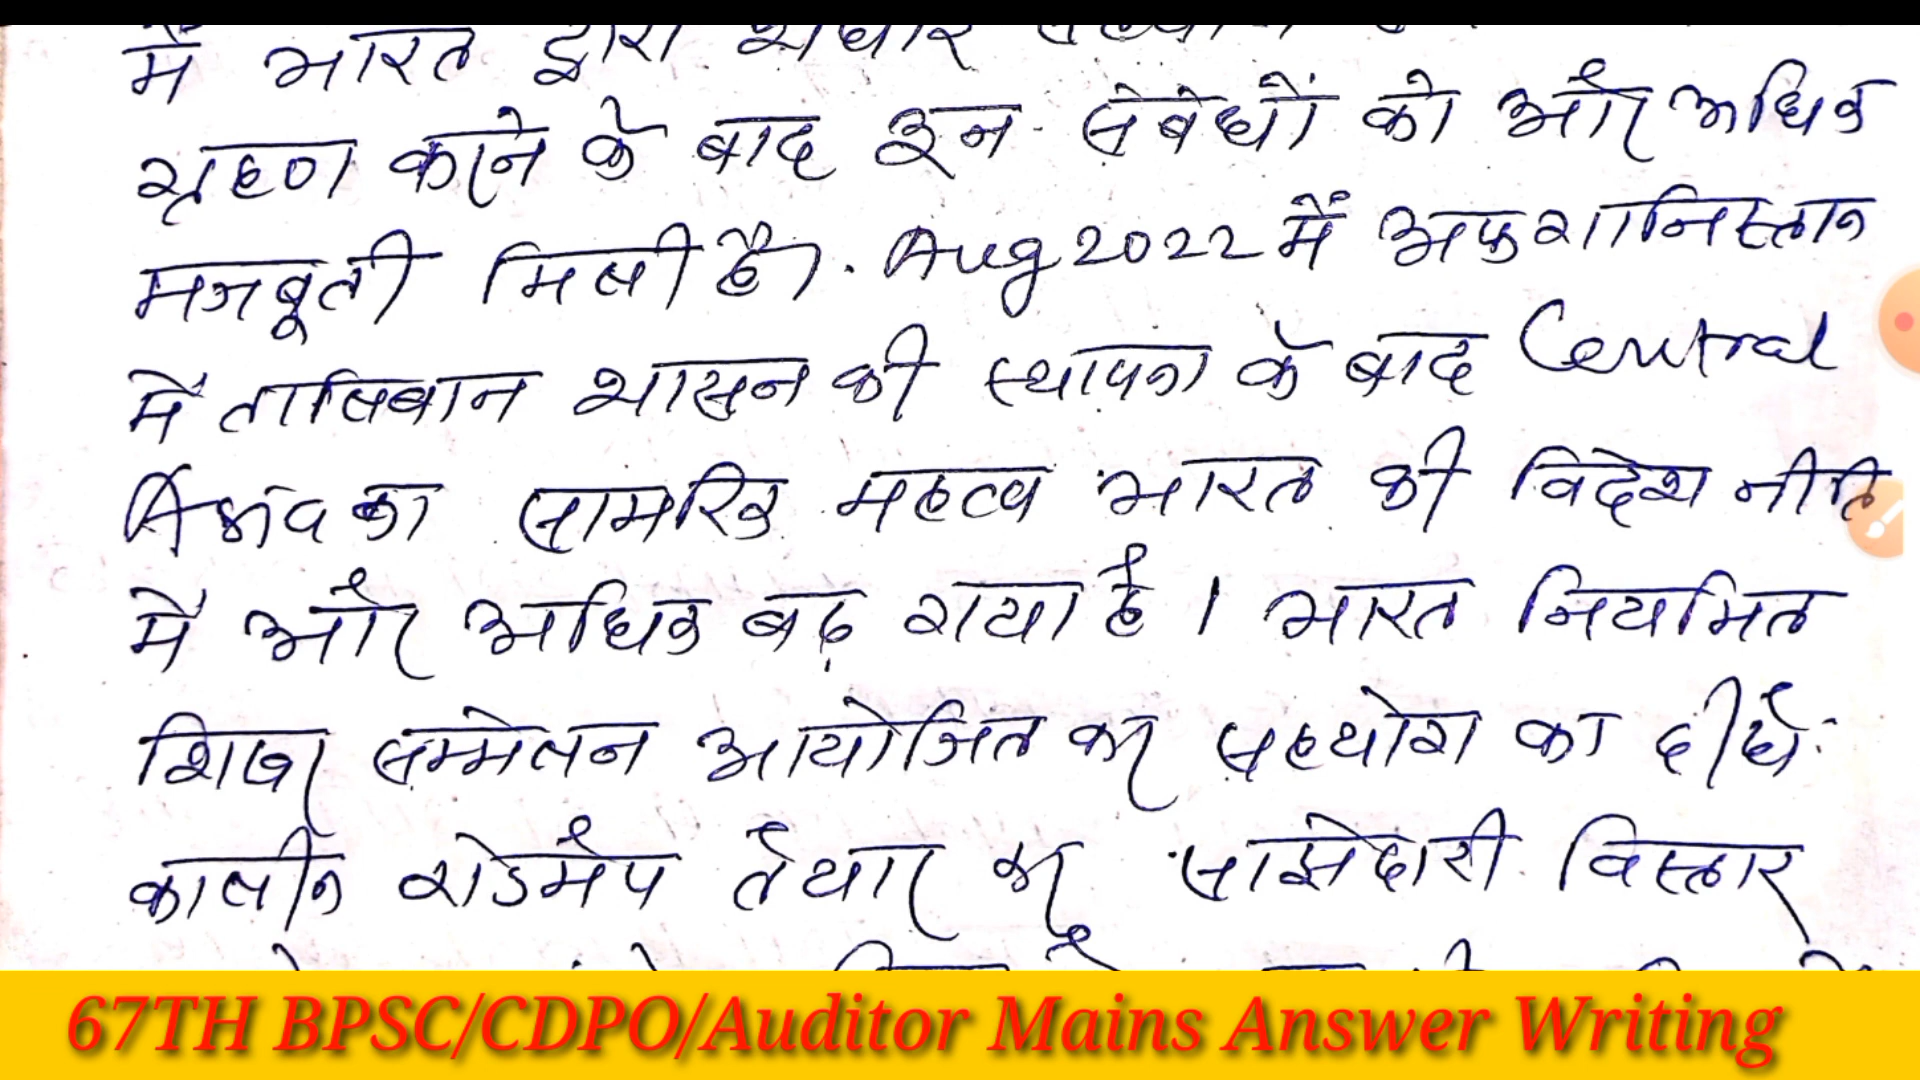 में भारत द्वारा
ग्रहण करने के बाद इन संबंधों को और अधिक
मजबूती मिली है। Aug 2022 में अफगानिस्तान
में तालिबान शासन की स्थापना के बाद Central
का सामरिक महत्व भारत की विदेश नीति
में और अधिक बढ़ गया है। भारत नियमित
शिखर सम्मेलन आयोजित कर सहयोग का दीर्घ-
कालीन रोडमैप तैयार कर साझेदारी विस्तार
67TH BPSC/CDPO/Auditor Mains Answer Writing